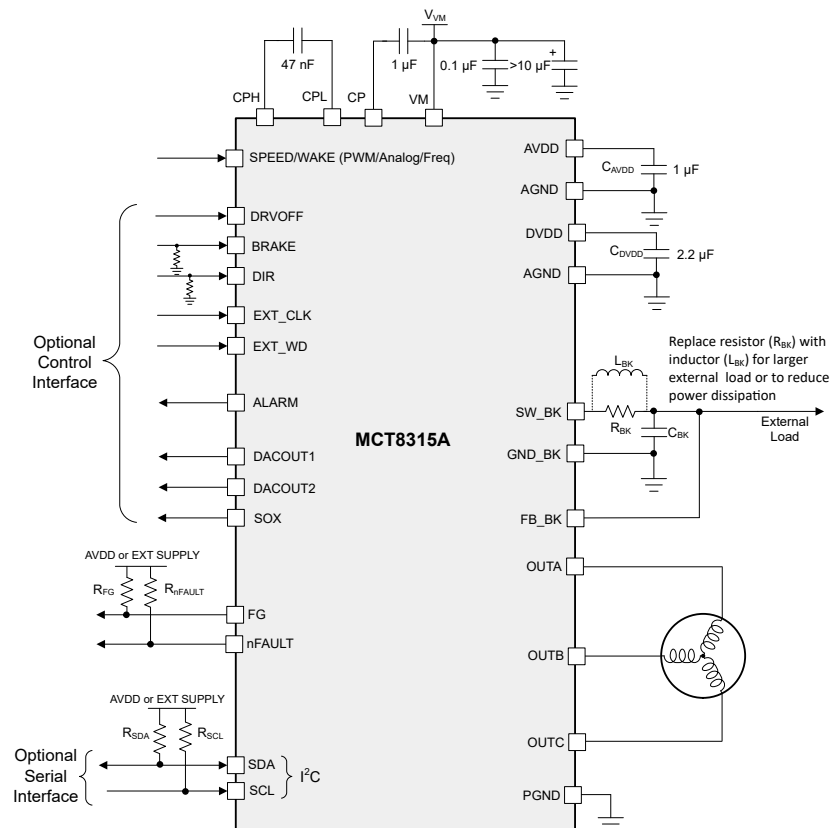 V_VM
47 nF
1 µF
0.1 µF
>10 µF
+
CPH
CPL
CP
VM
SPEED/WAKE (PWM/Analog/Freq)
DRVOFF
BRAKE
DIR
EXT_CLK
EXT_WD
Optional
Control
Interface
ALARM
DACOUT1
DACOUT2
SOX
AVDD or EXT SUPPLY
R_FG
R_nFAULT
FG
nFAULT
AVDD or EXT SUPPLY
R_SDA
R_SCL
Optional
Serial
Interface
SDA
SCL
I²C
MCT8315A
AVDD
C_AVDD
1 µF
AGND
DVDD
C_DVDD
2.2 µF
AGND
Replace resistor (R_BK) with
inductor (L_BK) for larger
external load or to reduce
power dissipation
L_BK
SW_BK
R_BK
C_BK
External
Load
GND_BK
FB_BK
OUTA
OUTB
OUTC
PGND